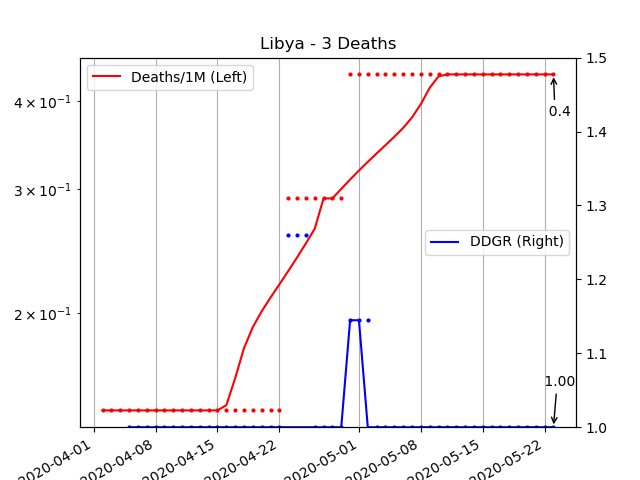 Libya - 3 Deaths
Deaths/1M (Left)
4 × 10⁻¹
3 × 10⁻¹
2 × 10⁻¹
1.5
1.4
1.3
1.2
1.1
1.0
0.4
DDGR (Right)
1.00
2020-04-01
2020-04-08
2020-04-15
2020-04-22
2020-05-01
2020-05-08
2020-05-15
2020-05-22